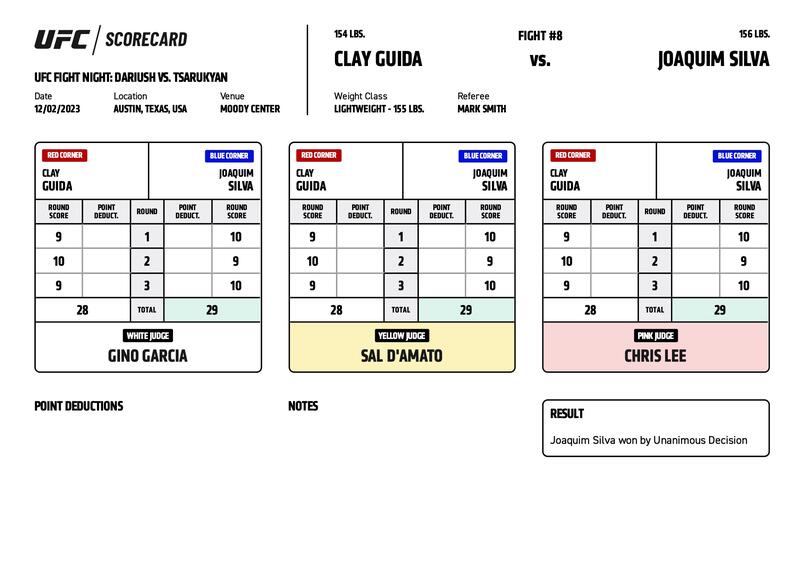 UFC / SCORECARD
UFC FIGHT NIGHT: DARIUSH VS. TSARUKYAN
Date Location Venue
12/02/2023 AUSTIN, TEXAS, USA MOODY CENTER
154 LBS. FIGHT #8 156 LBS.
CLAY GUIDA VS. JOAQUIM SILVA
Weight Class Referee
LIGHTWEIGHT - 155 LBS. MARK SMITH
RED CORNER BLUE CORNER
CLAY JOAQUIM
GUIDA SILVA
ROUND POINT ROUND POINT ROUND
SCORE DEDUCT. DEDUCT. SCORE
9 1 10
10 2 9
9 3 10
28 TOTAL 29
WHITE JUDGE
GINO GARCIA
RED CORNER BLUE CORNER
CLAY JOAQUIM
GUIDA SILVA
ROUND POINT ROUND POINT ROUND
SCORE DEDUCT. DEDUCT. SCORE
9 1 10
10 2 9
9 3 10
28 TOTAL 29
YELLOW JUDGE
SAL D'AMATO
RED CORNER BLUE CORNER
CLAY JOAQUIM
GUIDA SILVA
ROUND POINT ROUND POINT ROUND
SCORE DEDUCT. DEDUCT. SCORE
9 1 10
10 2 9
9 3 10
28 TOTAL 29
PINK JUDGE
CHRIS LEE
POINT DEDUCTIONS
NOTES
RESULT
Joaquim Silva won by Unanimous Decision